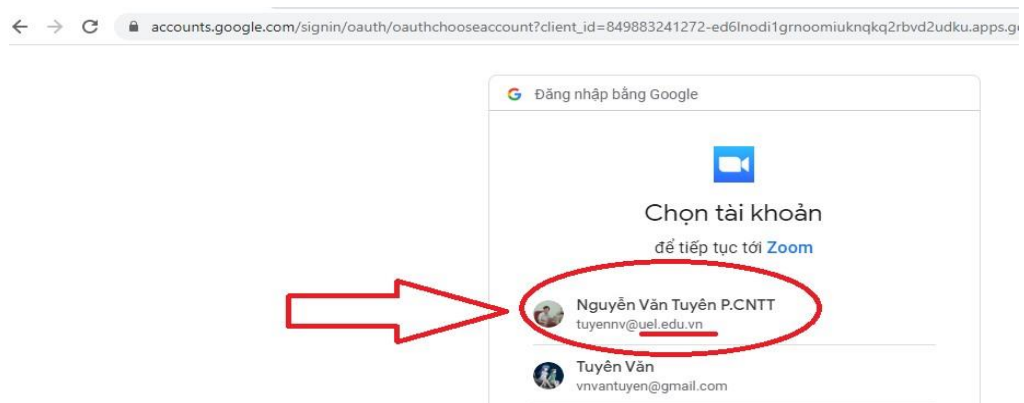 accounts.google.com/signin/oauth/oauthchooseaccount?client_id=849883241272-ed6lnodi1grnoomiuknqkq2rbvd2udku.apps.g
Đăng nhập bằng Google
Chọn tài khoản
để tiếp tục tới Zoom
Nguyễn Văn Tuyên P.CNTT
tuyennv@uel.edu.vn
Tuyên Văn
vnvantuyen@gmail.com